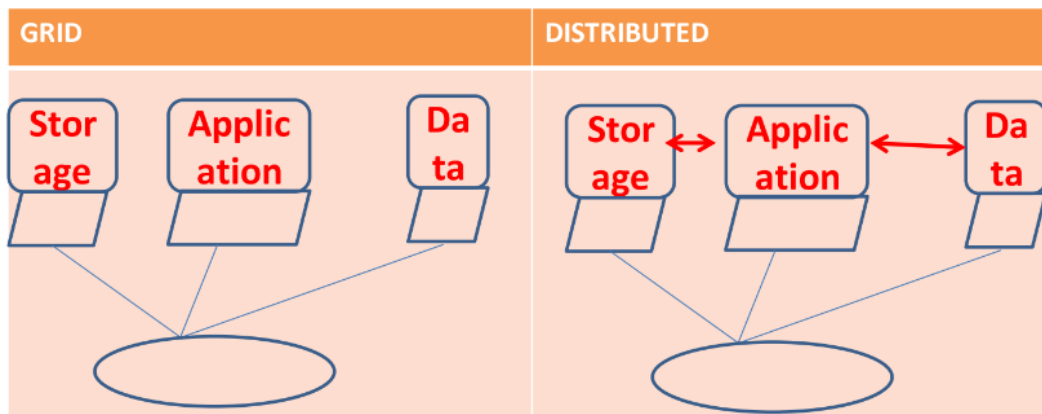 GRID
DISTRIBUTED
Stor
age
Applic
ation
Da
ta
Stor
age
Applic
ation
Da
ta